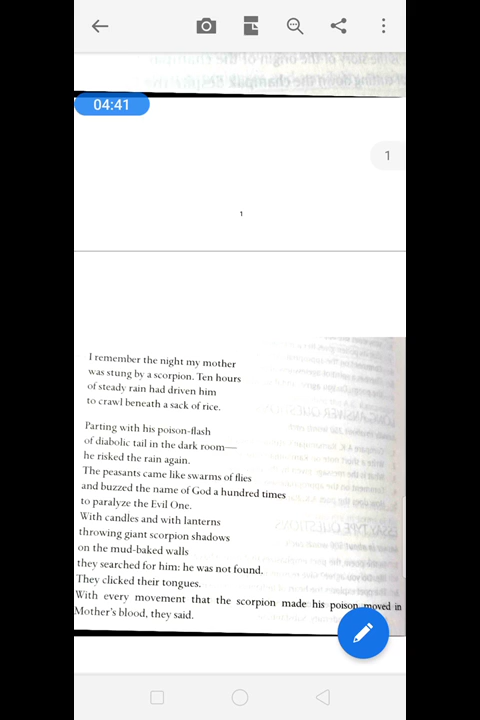 04:41
1
1
I remember the night my mother
was stung by a scorpion. Ten hours
of steady rain had driven him
to crawl beneath a sack of rice.
Parting with his poison-flash
of diabolic tail in the dark room—
he risked the rain again.
The peasants came like swarms of flies
and buzzed the name of God a hundred times
to paralyze the Evil One.
With candles and with lanterns
throwing giant scorpion shadows
on the mud-baked walls
they searched for him: he was not found.
They clicked their tongues.
With every movement that the scorpion made his poison moved in
Mother's blood, they said.